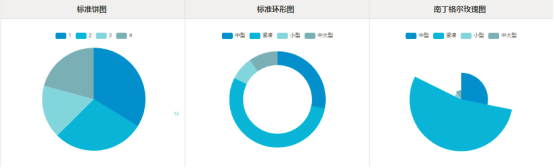 标准饼图 标准环形图 南丁格尔玫瑰图
1 2 3 4
中型 紧凑 小型 中大型
中型 紧凑 小型 中大型